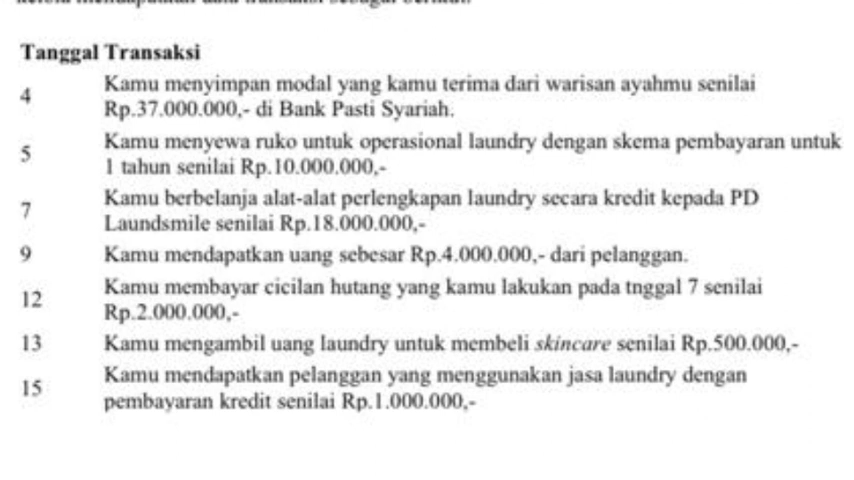 Tanggal Transaksi
4 Kamu menyimpan modal yang kamu terima dari warisan ayahmu senilai
Rp.37.000.000,- di Bank Pasti Syariah.
5 Kamu menyewa ruko untuk operasional laundry dengan skema pembayaran untuk
1 tahun senilai Rp.10.000.000,-
7 Kamu berbelanja alat-alat perlengkapan laundry secara kredit kepada PD
Laundsmile senilai Rp.18.000.000,-
9 Kamu mendapatkan uang sebesar Rp.4.000.000,- dari pelanggan.
12 Kamu membayar cicilan hutang yang kamu lakukan pada tnggal 7 senilai
Rp.2.000.000,-
13 Kamu mengambil uang laundry untuk membeli skincare senilai Rp.500.000,-
15 Kamu mendapatkan pelanggan yang menggunakan jasa laundry dengan
pembayaran kredit senilai Rp.1.000.000,-